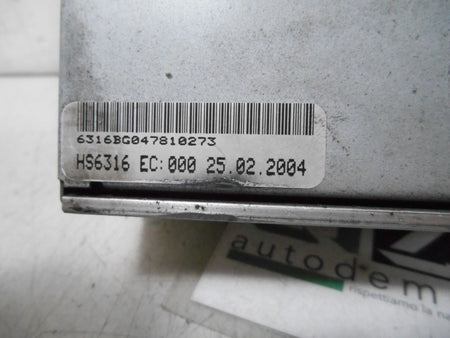 6316BG047810273
HS6316 EC:000 25.02.2004
autodem
rispettiamo la na